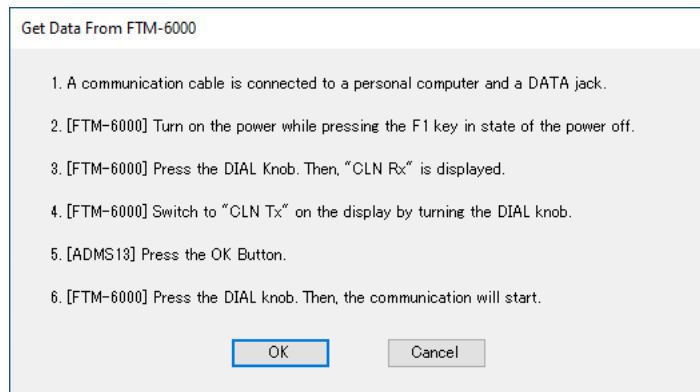 Get Data From FTM-6000
1. A communication cable is connected to a personal computer and a DATA jack.
2. [FTM-6000] Turn on the power while pressing the F1 key in state of the power off.
3. [FTM-6000] Press the DIAL Knob. Then, "CLN Rx" is displayed.
4. [FTM-6000] Switch to "CLN Tx" on the display by turning the DIAL knob.
5. [ADMS13] Press the OK Button.
6. [FTM-6000] Press the DIAL knob. Then, the communication will start.
OK Cancel